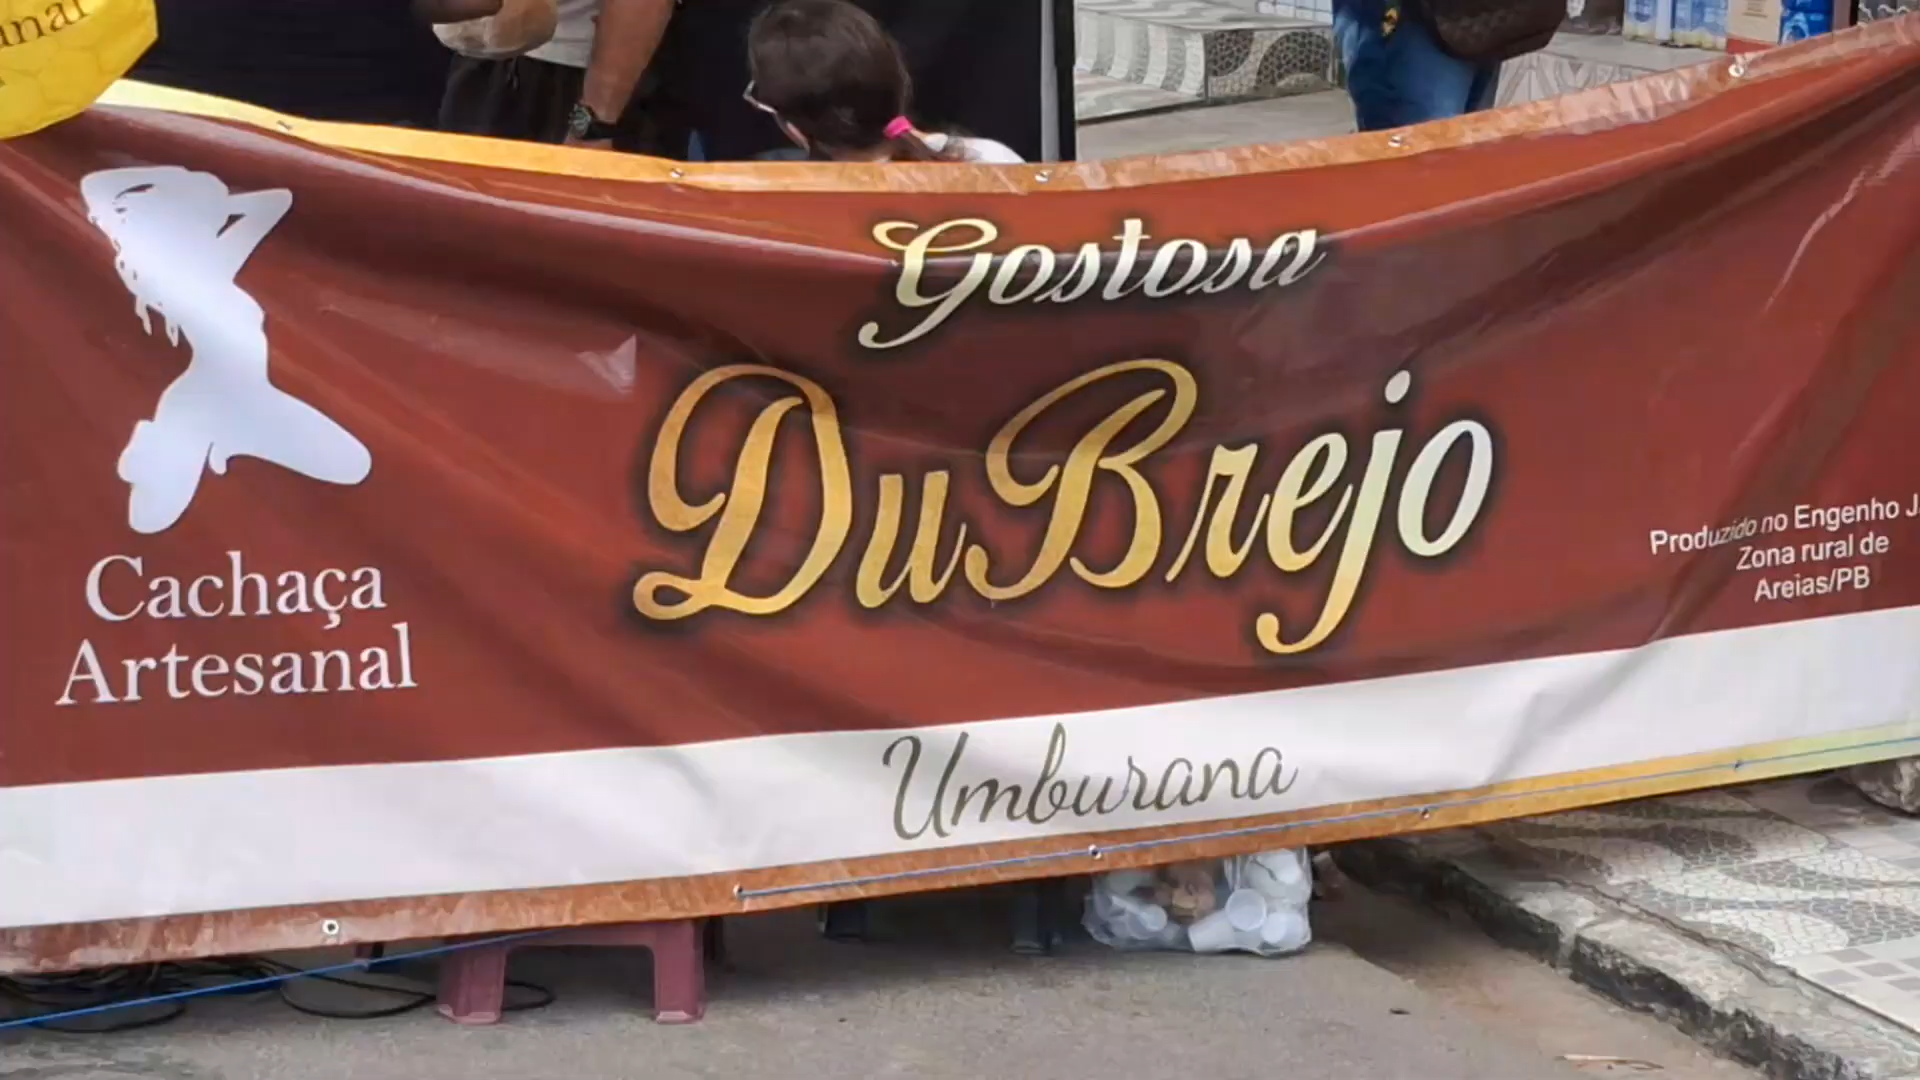 Gostosa
DuBrejo
Cachaça
Artesanal
Produzido no Engenho
Zona rural de
Areias/PB
Umburana